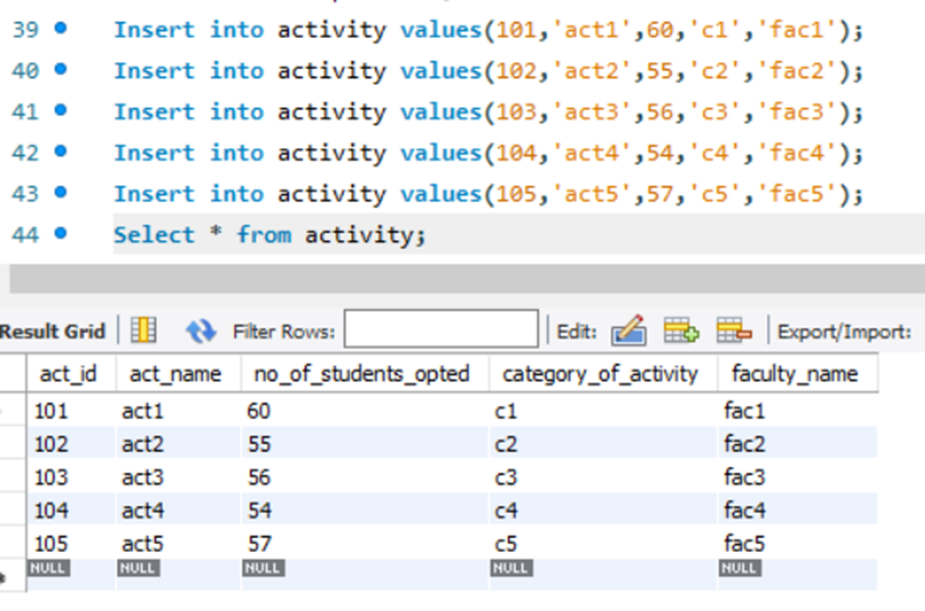 39 Insert into activity values(101,'act1',60,'c1','fac1');
40 Insert into activity values(102,'act2',55,'c2','fac2');
41 Insert into activity values(103,'act3',56,'c3','fac3');
42 Insert into activity values(104,'act4',54,'c4','fac4');
43 Insert into activity values(105,'act5',57,'c5','fac5');
44 Select * from activity;
Result Grid Filter Rows: Edit: Export/Import:
act_id act_name no_of_students_opted category_of_activity faculty_name
101 act1 60 c1 fac1
102 act2 55 c2 fac2
103 act3 56 c3 fac3
104 act4 54 c4 fac4
105 act5 57 c5 fac5
NULL NULL NULL NULL NULL